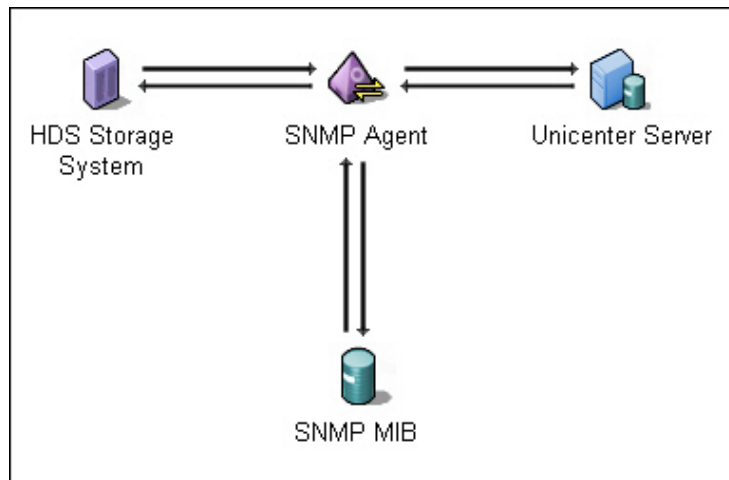 HDS Storage
System
SNMP Agent
Unicenter Server
SNMP MIB